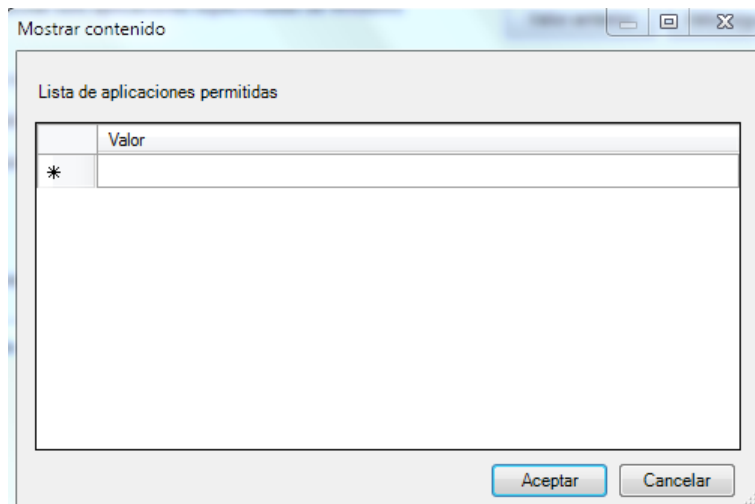 Mostrar contenido
Lista de aplicaciones permitidas
Valor
Aceptar
Cancelar